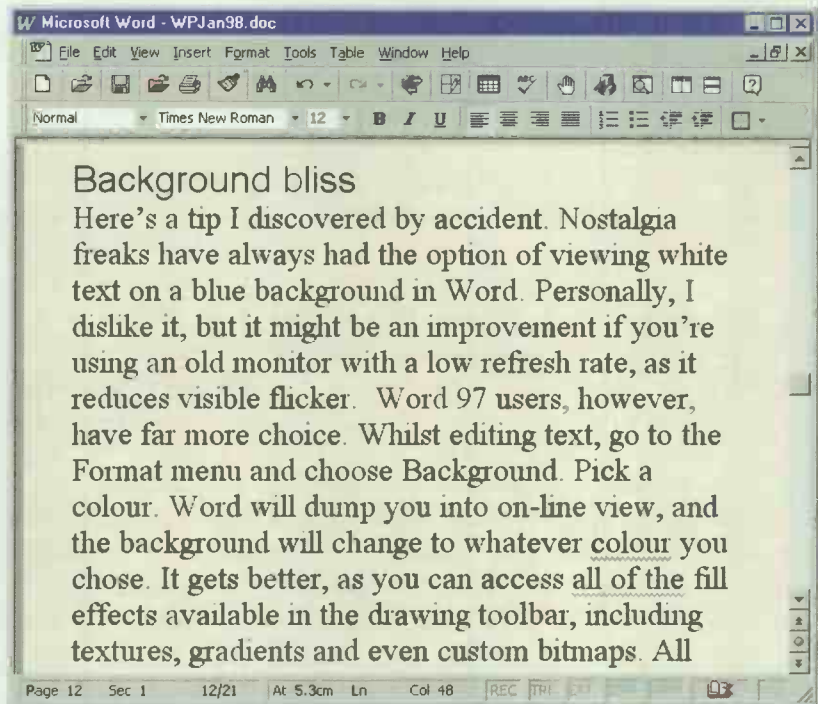 Microsoft Word - WPJan98.doc
File Edit View Insert Format Tools Table Window Help
Normal Times New Roman 12 B I U
Background bliss
Here's a tip I discovered by accident. Nostalgia
freaks have always had the option of viewing white
text on a blue background in Word. Personally, I
dislike it, but it might be an improvement if you're
using an old monitor with a low refresh rate, as it
reduces visible flicker. Word 97 users, however,
have far more choice. Whilst editing text, go to the
Format menu and choose Background. Pick a
colour. Word will dump you into on-line view, and
the background will change to whatever colour you
chose. It gets better, as you can access all of the fill
effects available in the drawing toolbar, including
textures, gradients and even custom bitmaps. All
Page 12 Sec 1 12/21 At 5.3cm Ln Col 48 REC TRK EXT